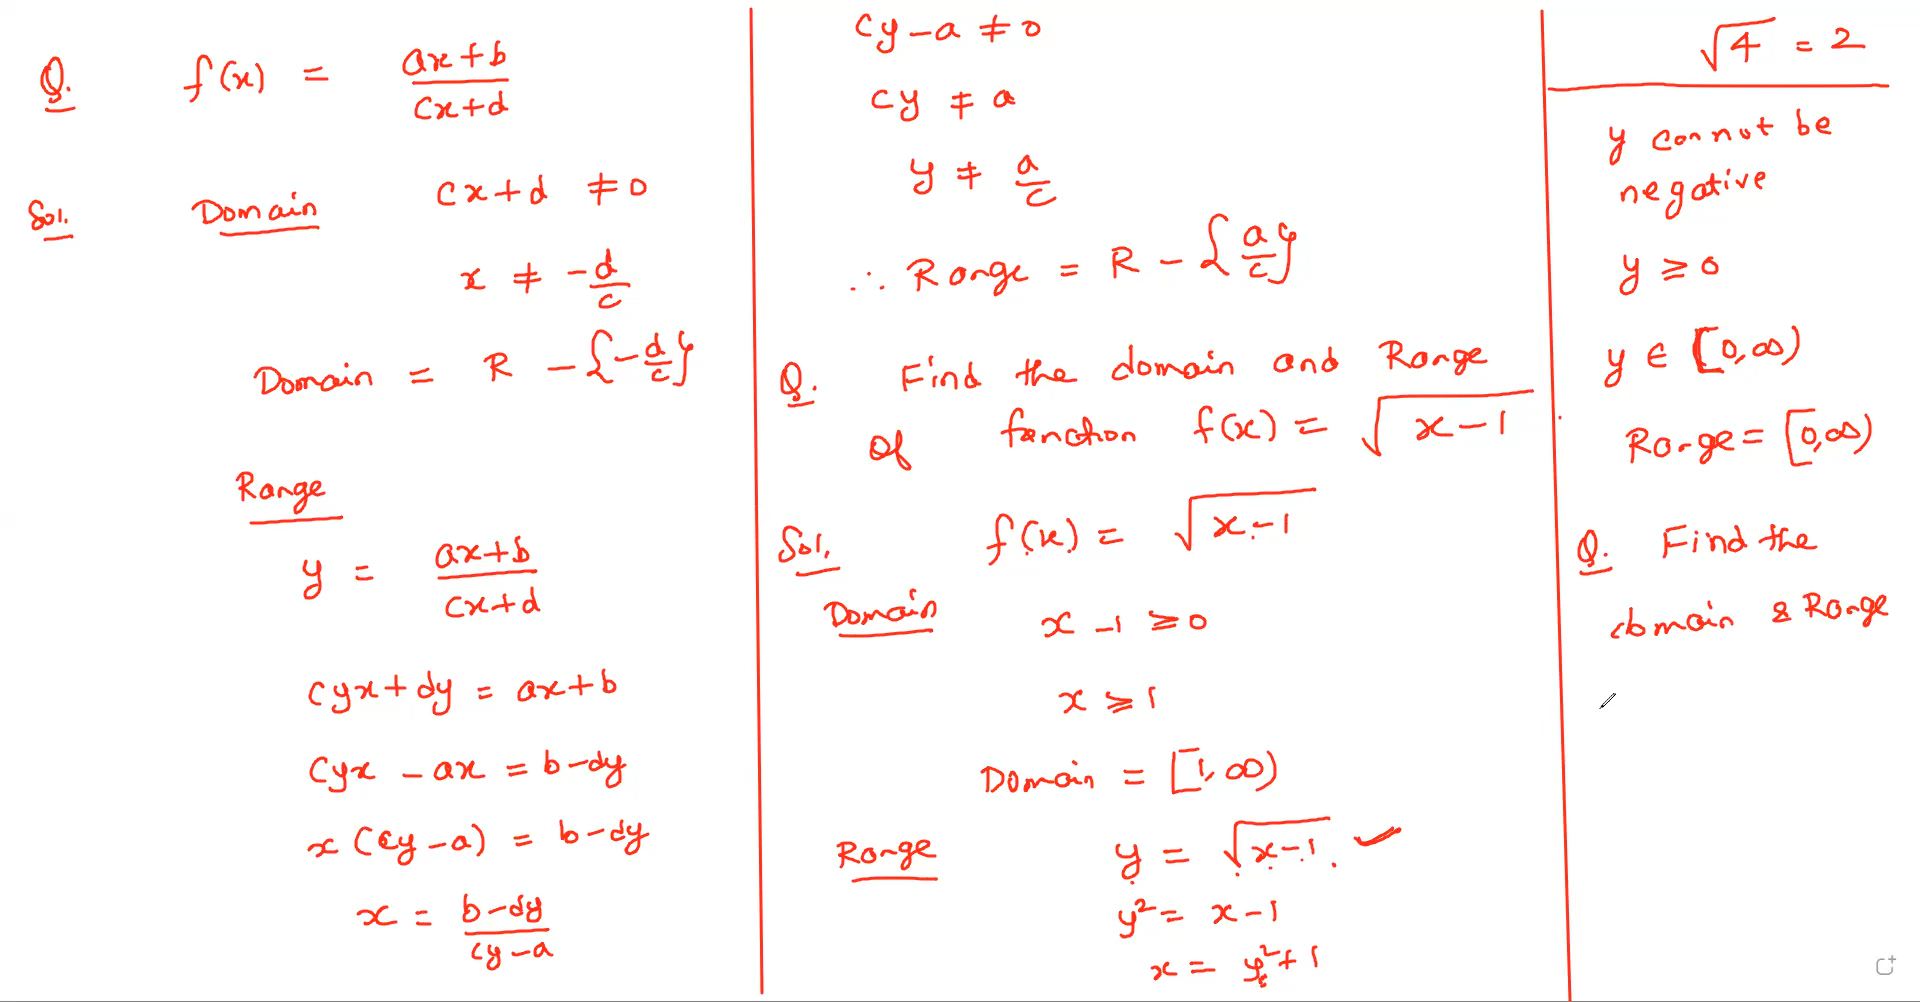 Q. f(x) = (ax+b)/(cx+d)
Sol. Domain cx+d ≠ 0
x ≠ -d/c
Domain = R - {-d/c}
Range
y = (ax+b)/(cx+d)
cyx+dy = ax+b
cyx - ax = b-dy
x(cy-a) = b-dy
x = (b-dy)/(cy-a)
cy-a ≠ 0
cy ≠ a
y ≠ a/c
∴ Range = R - {a/c}
Q. Find the domain and Range
of function f(x) = √(x-1)
Sol. f(x) = √(x-1)
Domain x-1 ≥ 0
x ≥ 1
Domain = [1,∞)
Range y = √(x-1) ✓
y² = x-1
x = y²+1
√4 = 2
y cannot be
negative
y ≥ 0
y ∈ [0,∞)
Range = [0,∞)
Q. Find the
domain & Range